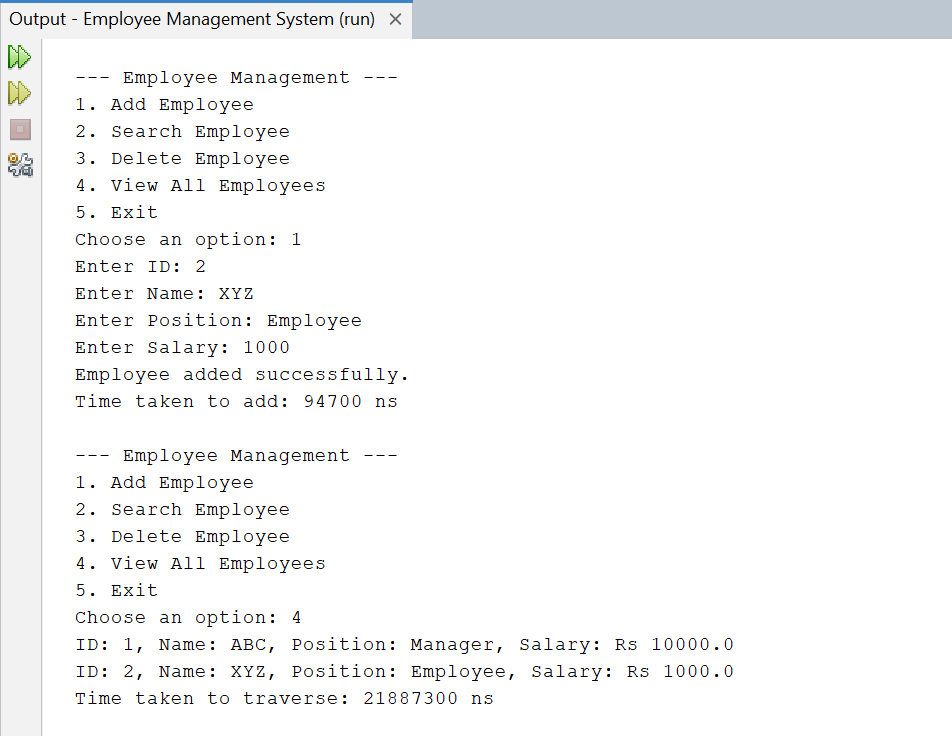 Output - Employee Management System (run)
--- Employee Management ---
1. Add Employee
2. Search Employee
3. Delete Employee
4. View All Employees
5. Exit
Choose an option: 1
Enter ID: 2
Enter Name: XYZ
Enter Position: Employee
Enter Salary: 1000
Employee added successfully.
Time taken to add: 94700 ns
--- Employee Management ---
1. Add Employee
2. Search Employee
3. Delete Employee
4. View All Employees
5. Exit
Choose an option: 4
ID: 1, Name: ABC, Position: Manager, Salary: Rs 10000.0
ID: 2, Name: XYZ, Position: Employee, Salary: Rs 1000.0
Time taken to traverse: 21887300 ns